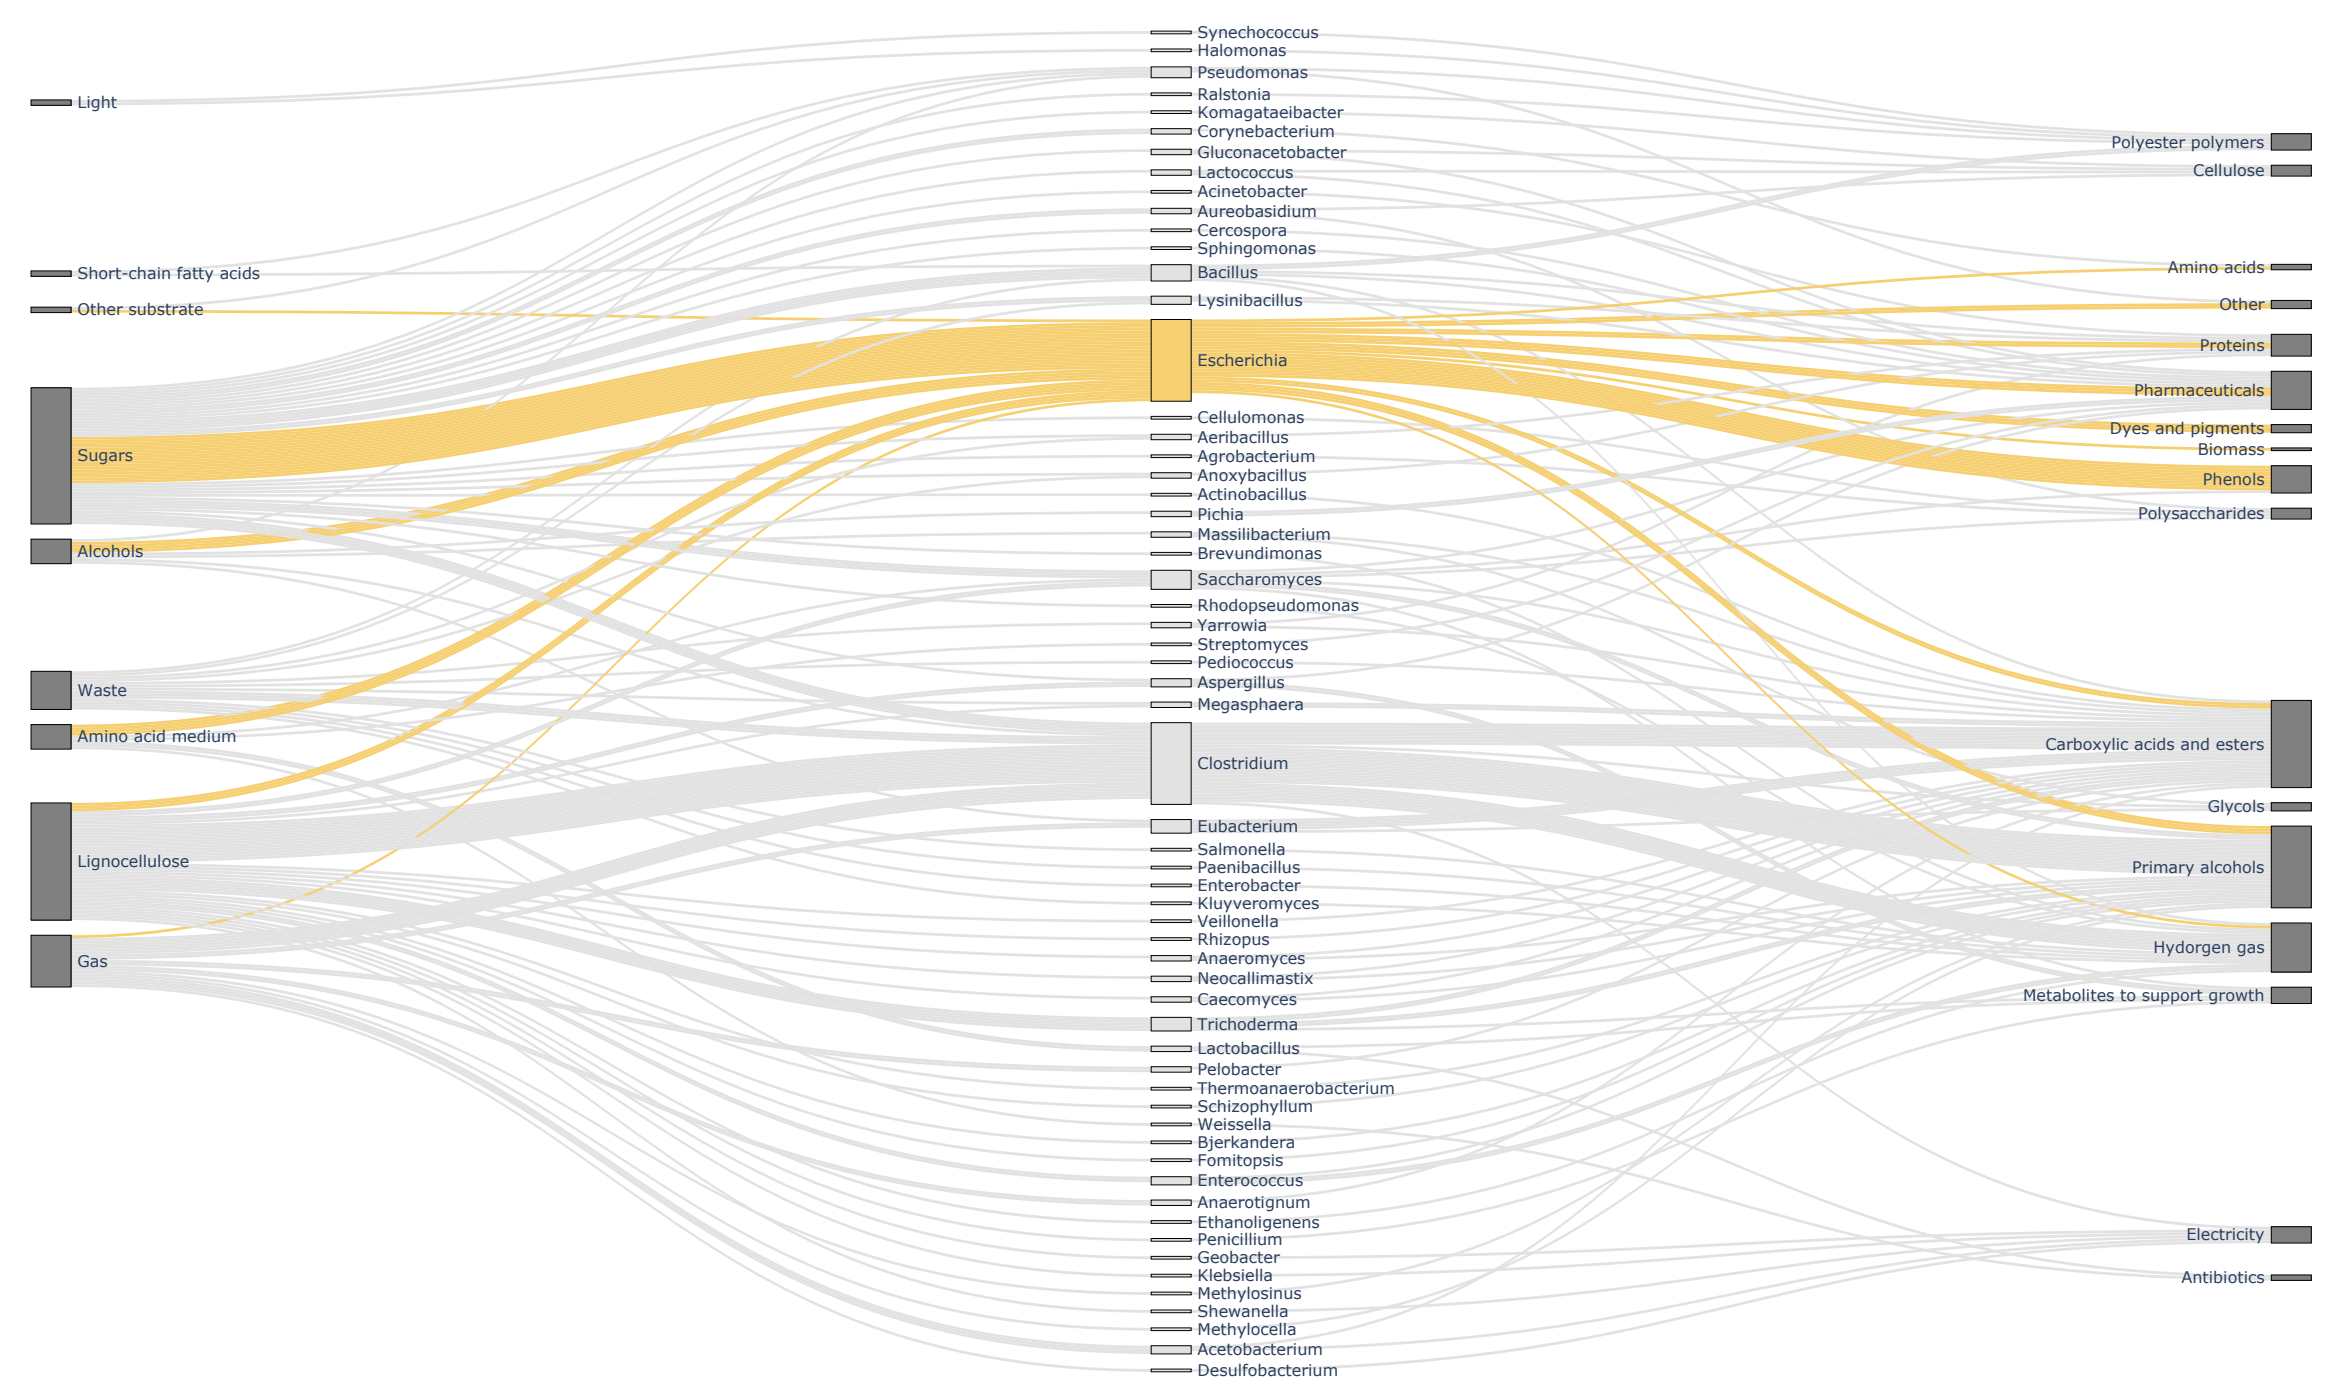 Light
Short-chain fatty acids
Other substrate
Sugars
Alcohols
Waste
Amino acid medium
Lignocellulose
Gas
Synechococcus
Halomonas
Pseudomonas
Ralstonia
Komagataeibacter
Corynebacterium
Gluconacetobacter
Lactococcus
Acinetobacter
Aureobasidium
Cercospora
Sphingomonas
Bacillus
Lysinibacillus
Escherichia
Cellulomonas
Aeribacillus
Agrobacterium
Anoxybacillus
Actinobacillus
Pichia
Massilibacterium
Brevundimonas
Saccharomyces
Rhodopseudomonas
Yarrowia
Streptomyces
Pediococcus
Aspergillus
Megasphaera
Clostridium
Eubacterium
Salmonella
Paenibacillus
Enterobacter
Kluyveromyces
Veillonella
Rhizopus
Anaeromyces
Neocallimastix
Caecomyces
Trichoderma
Lactobacillus
Pelobacter
Thermoanaerobacterium
Schizophyllum
Weissella
Bjerkandera
Fomitopsis
Enterococcus
Anaerotignum
Ethanoligenens
Penicillium
Geobacter
Klebsiella
Methylosinus
Shewanella
Methylocella
Acetobacterium
Desulfobacterium
Polyester polymers
Cellulose
Amino acids
Other
Proteins
Pharmaceuticals
Dyes and pigments
Biomass
Phenols
Polysaccharides
Carboxylic acids and esters
Glycols
Primary alcohols
Hydorgen gas
Metabolites to support growth
Electricity
Antibiotics